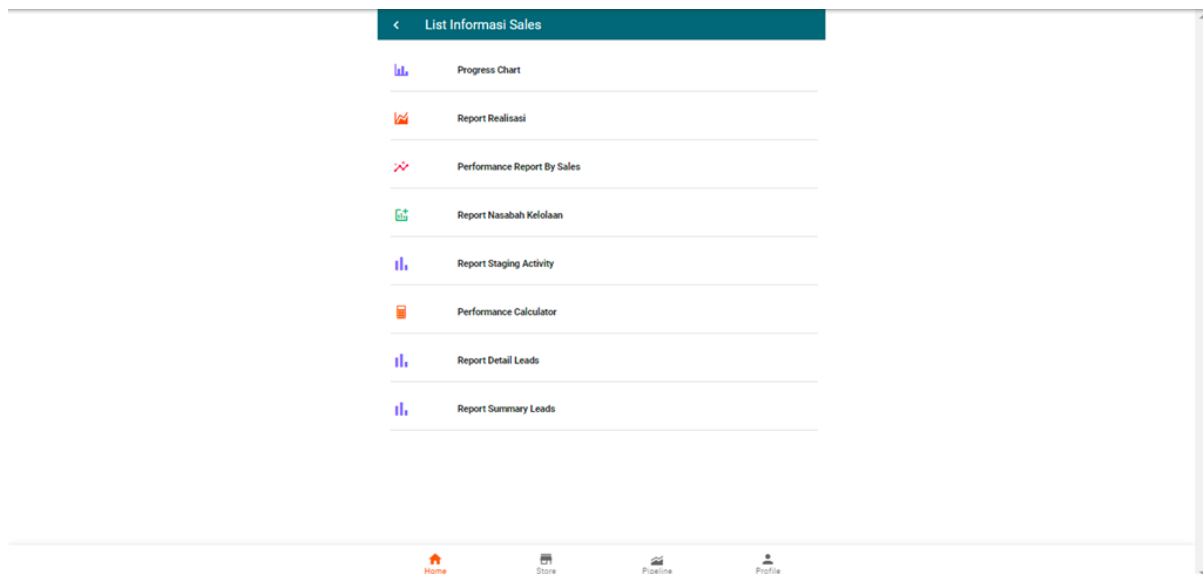 List Informasi Sales
Progress Chart
Report Realisasi
Performance Report By Sales
Report Nasabah Kelolaan
Report Staging Activity
Performance Calculator
Report Detail Leads
Report Summary Leads
Home Store Pipeline Profile